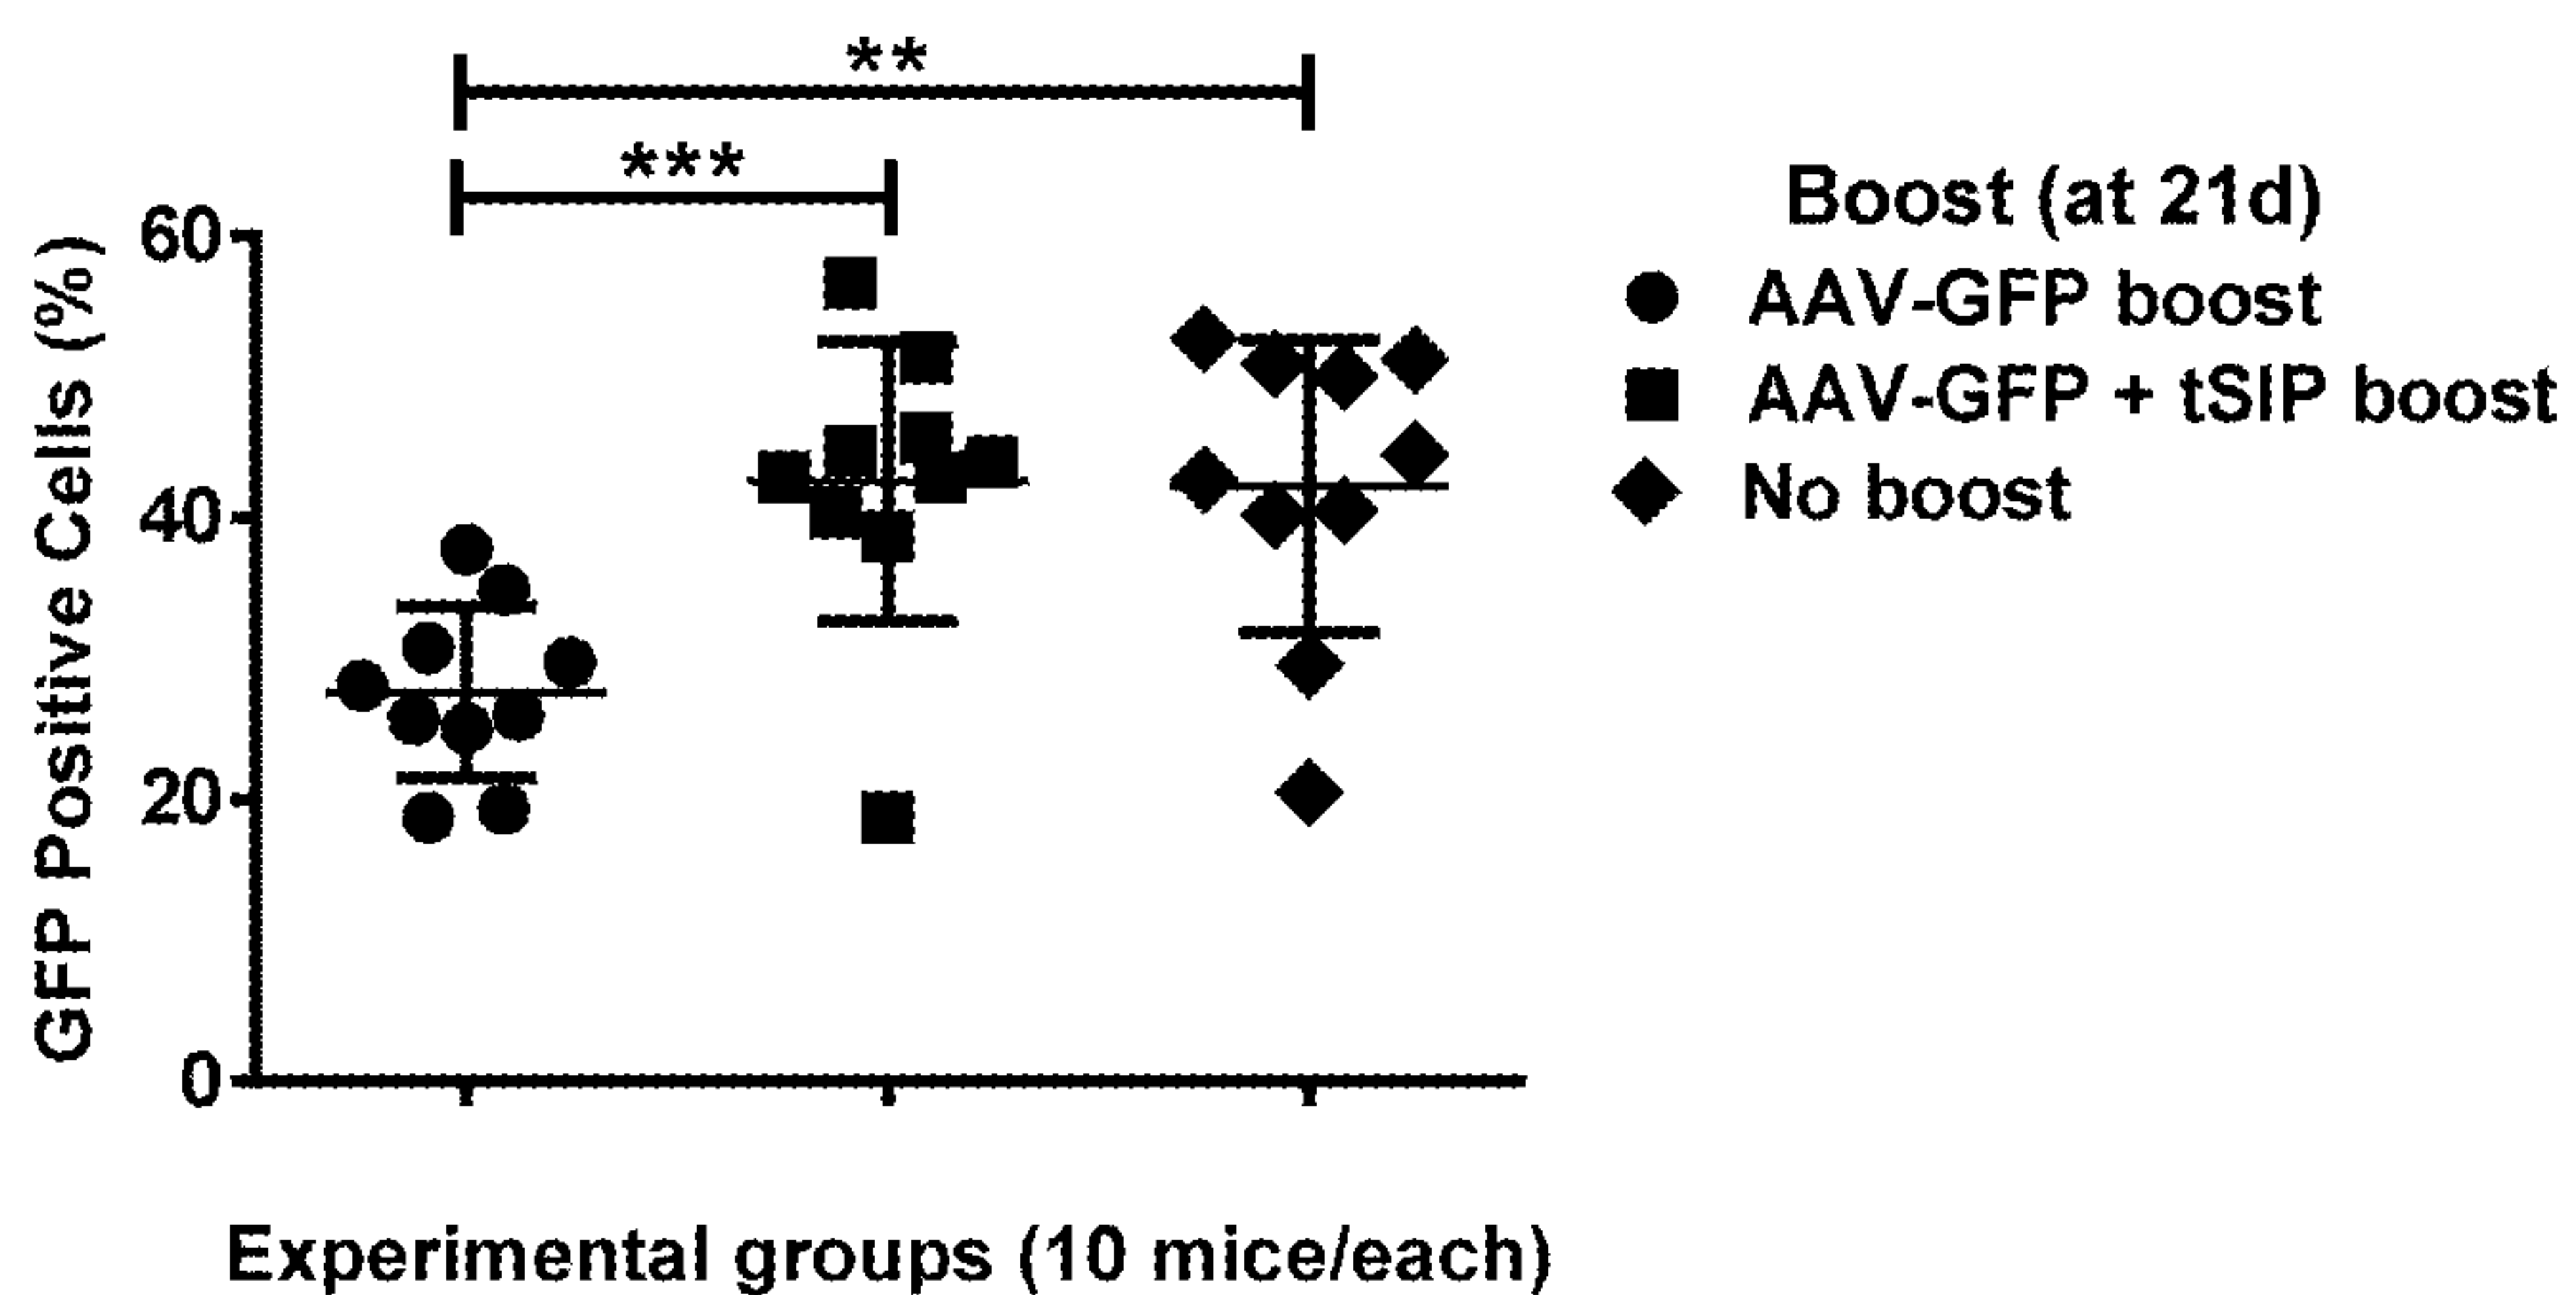 **
***
Boost (at 21d)
AAV-GFP boost
AAV-GFP + tSIP boost
No boost
GFP Positive Cells (%)
60
40
20
0
Experimental groups (10 mice/each)